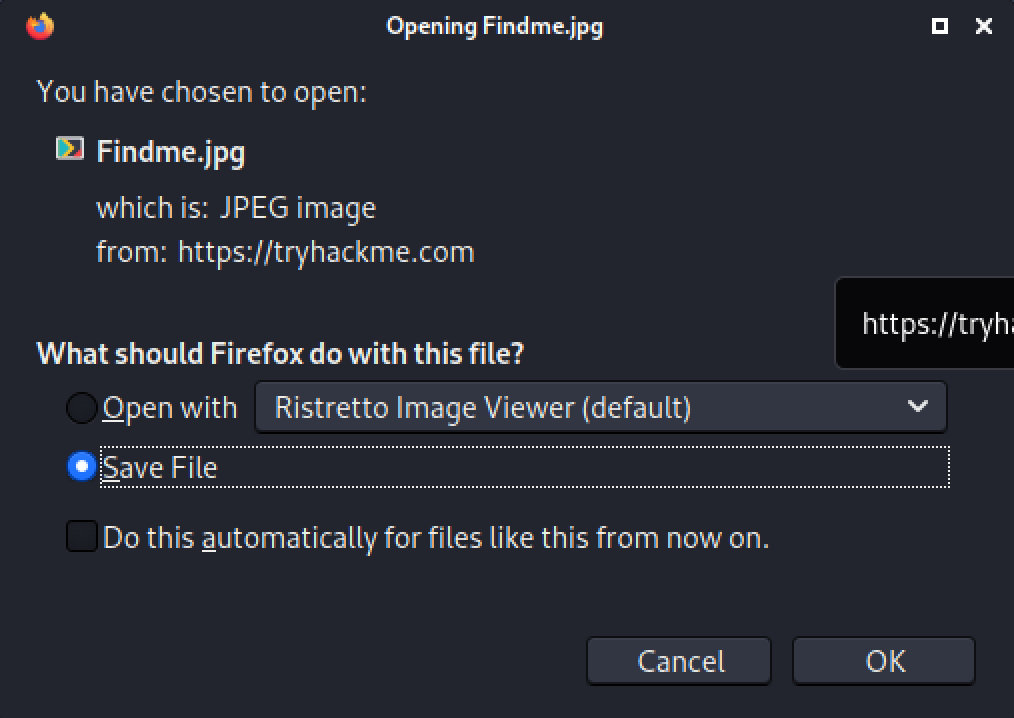 Opening Findme.jpg
You have chosen to open:
Findme.jpg
which is: JPEG image
from: https://tryhackme.com
https://tryh
What should Firefox do with this file?
Open with Ristretto Image Viewer (default)
Save File
Do this automatically for files like this from now on.
Cancel OK